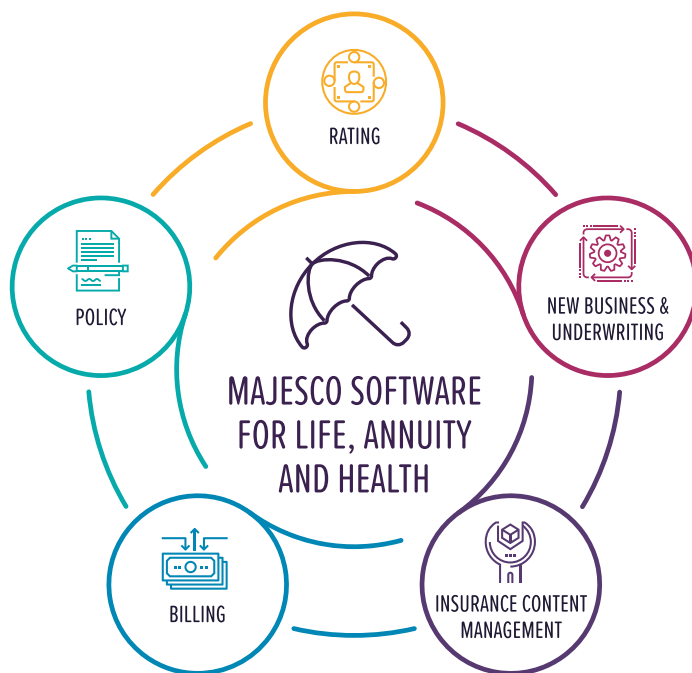 RATING
POLICY
NEW BUSINESS &
UNDERWRITING
MAJESCO SOFTWARE
FOR LIFE, ANNUITY
AND HEALTH
BILLING
INSURANCE CONTENT
MANAGEMENT